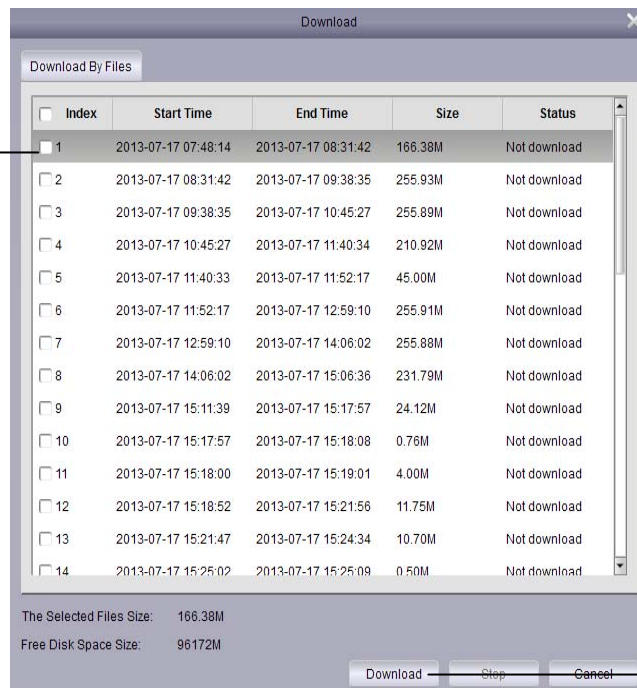 Download
Download By Files
Index Start Time End Time Size Status
1 2013-07-17 07:48:14 2013-07-17 08:31:42 166.38M Not download
2 2013-07-17 08:31:42 2013-07-17 09:38:35 255.93M Not download
3 2013-07-17 09:38:35 2013-07-17 10:45:27 255.89M Not download
4 2013-07-17 10:45:27 2013-07-17 11:40:34 210.92M Not download
5 2013-07-17 11:40:33 2013-07-17 11:52:17 45.00M Not download
6 2013-07-17 11:52:17 2013-07-17 12:59:10 255.91M Not download
7 2013-07-17 12:59:10 2013-07-17 14:06:02 255.88M Not download
8 2013-07-17 14:06:02 2013-07-17 15:06:36 231.79M Not download
9 2013-07-17 15:11:39 2013-07-17 15:17:57 24.12M Not download
10 2013-07-17 15:17:57 2013-07-17 15:18:08 0.76M Not download
11 2013-07-17 15:18:00 2013-07-17 15:19:01 4.00M Not download
12 2013-07-17 15:18:52 2013-07-17 15:21:56 11.75M Not download
13 2013-07-17 15:21:47 2013-07-17 15:24:34 10.70M Not download
14 2013-07-17 15:25:02 2013-07-17 15:25:09 0.50M Not download
The Selected Files Size: 166.38M
Free Disk Space Size: 96172M
Download Stop Cancel